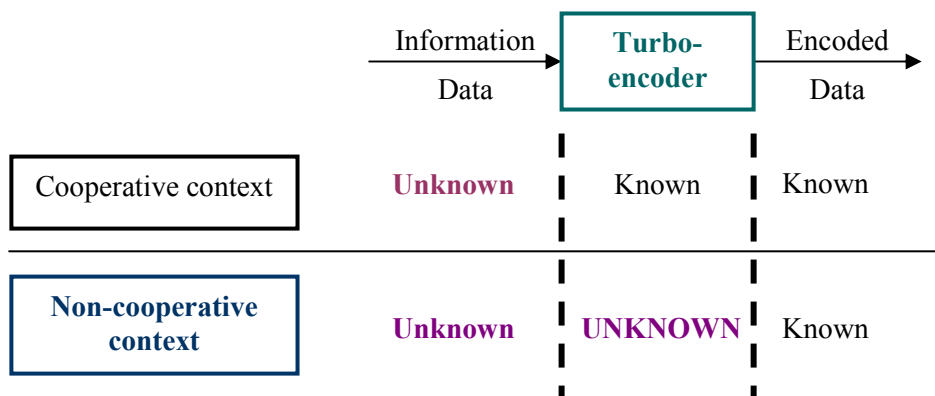 Information
Data
Turbo-
encoder
Encoded
Data
Cooperative context
Unknown
Known
Known
Non-cooperative
context
Unknown
UNKNOWN
Known